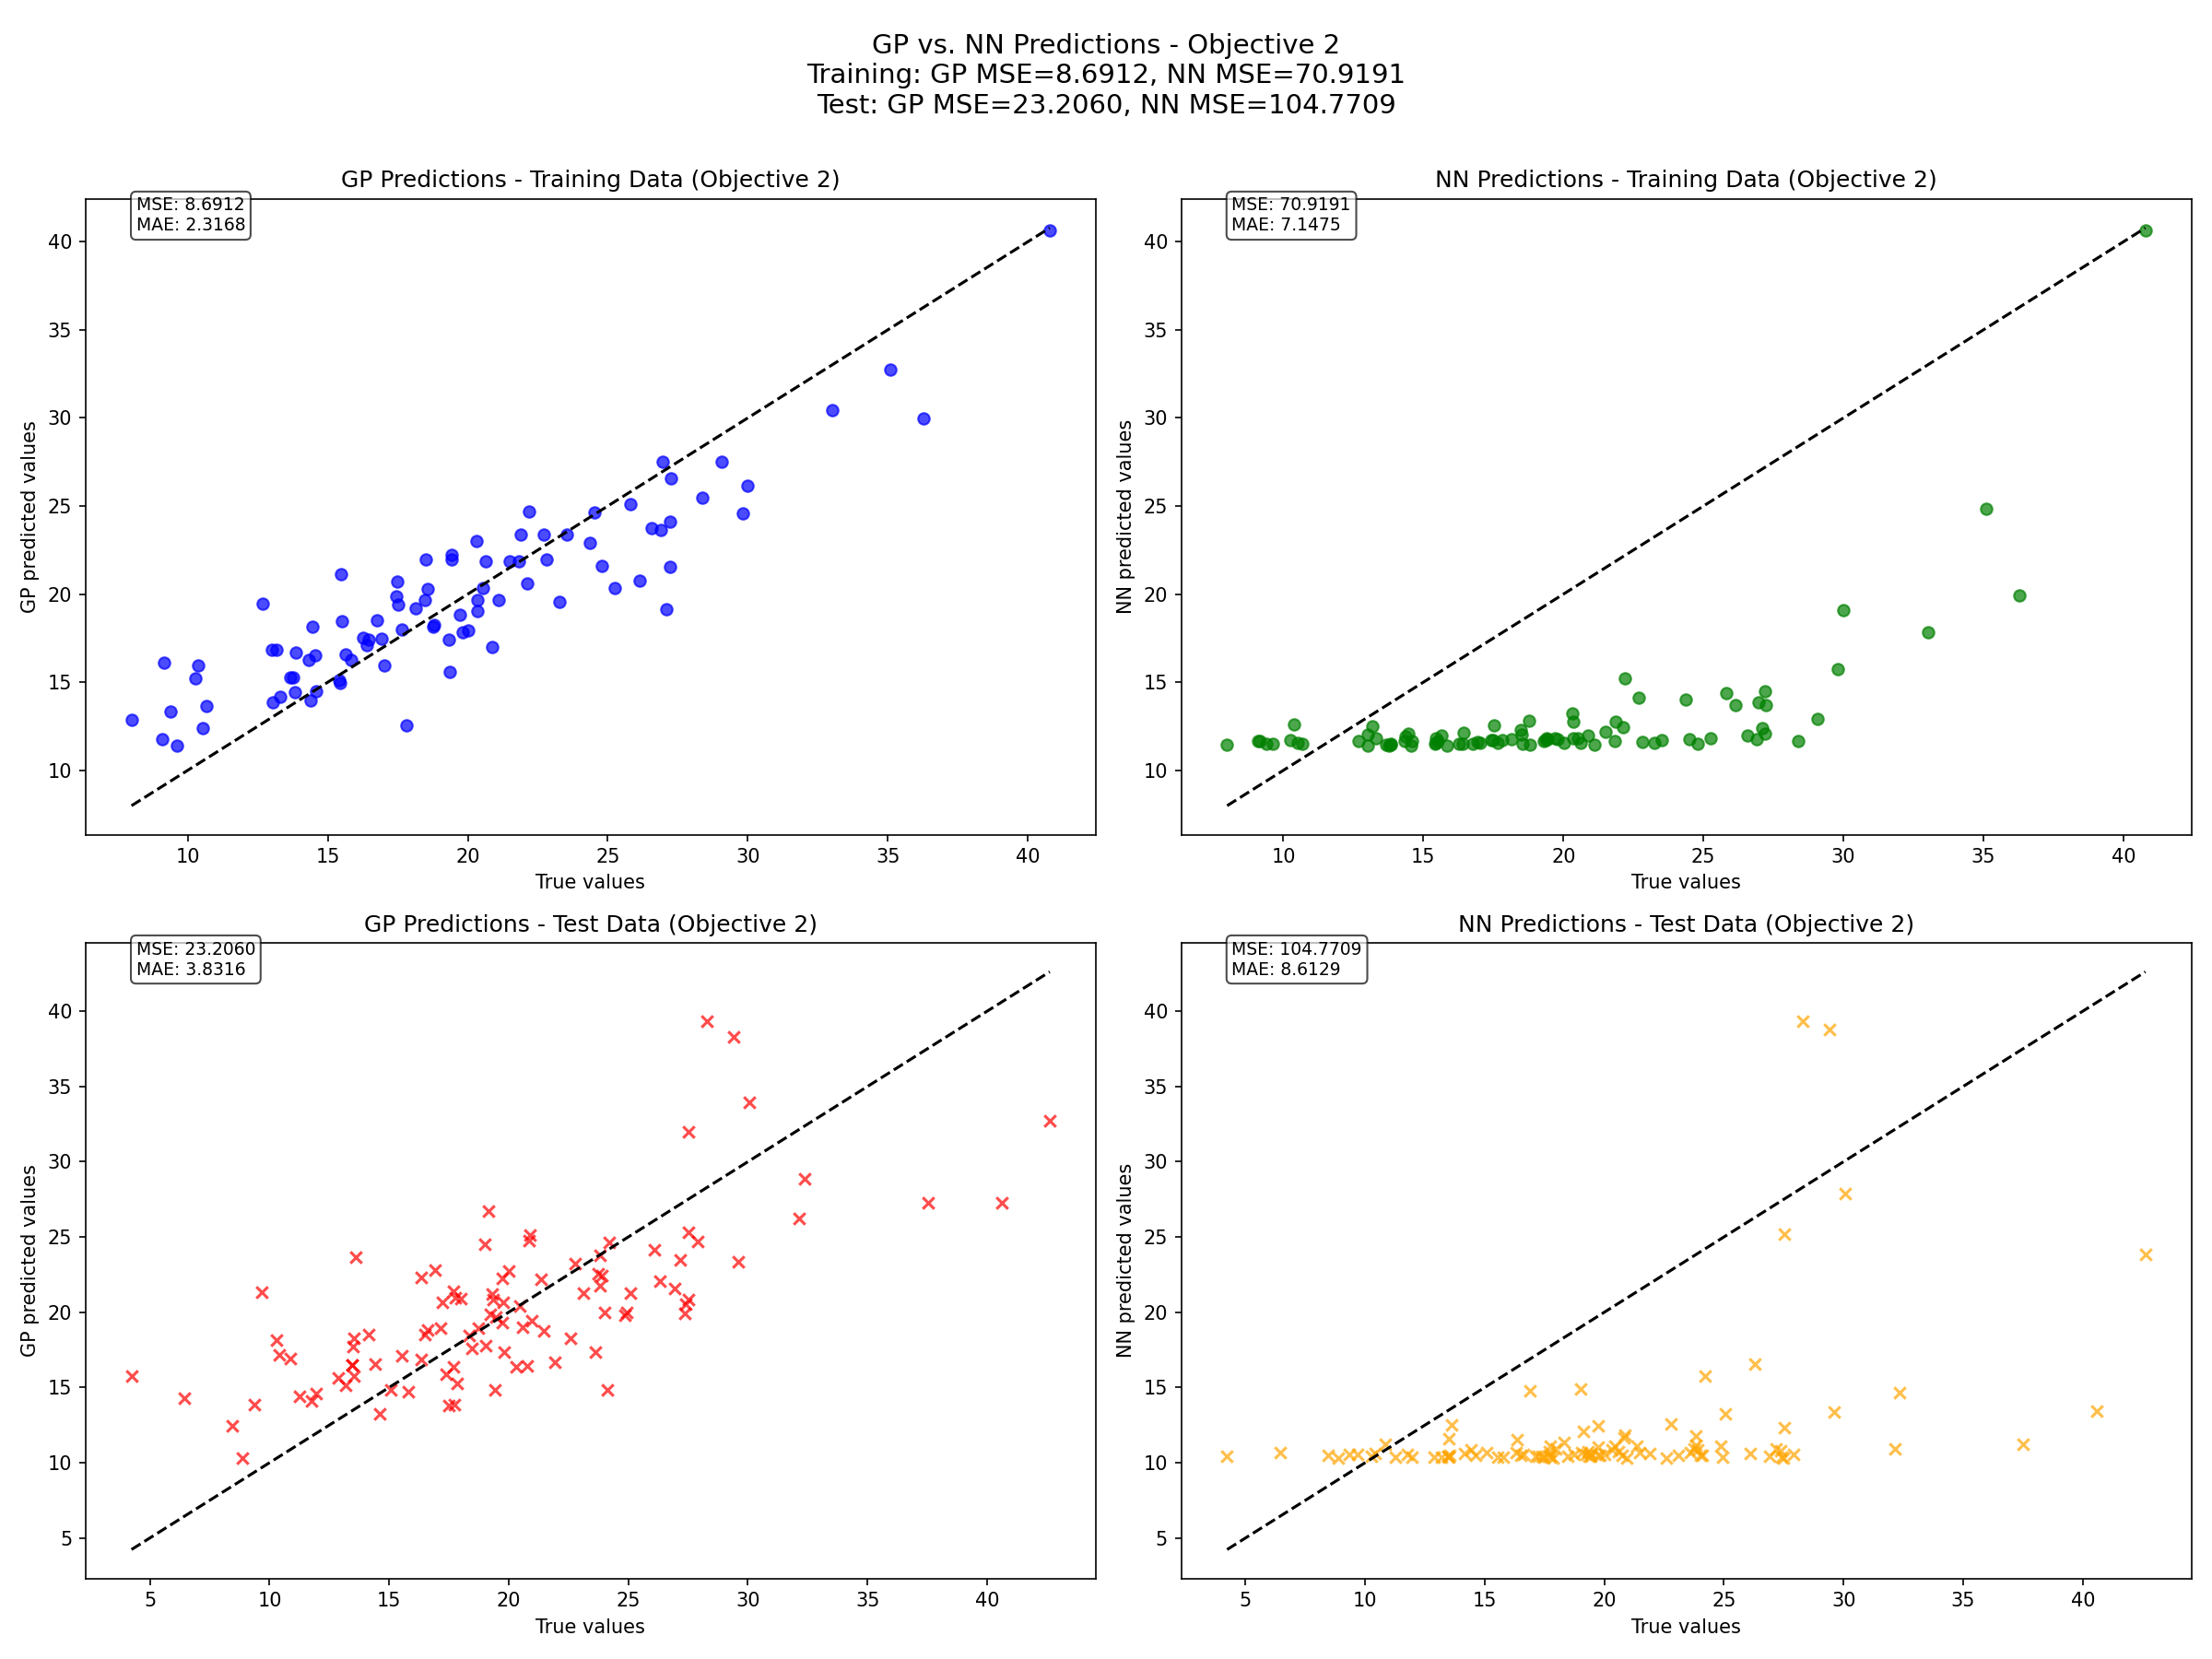 GP vs. NN Predictions - Objective 2
Training: GP MSE=8.6912, NN MSE=70.9191
Test: GP MSE=23.2060, NN MSE=104.7709
GP Predictions - Training Data (Objective 2)
MSE: 8.6912
MAE: 2.3168
GP predicted values
40
35
30
25
20
15
10
10 15 20 25 30 35 40
True values
NN Predictions - Training Data (Objective 2)
MSE: 70.9191
MAE: 7.1475
NN predicted values
40
35
30
25
20
15
10
10 15 20 25 30 35 40
True values
GP Predictions - Test Data (Objective 2)
MSE: 23.2060
MAE: 3.8316
GP predicted values
40
35
30
25
20
15
10
5
5 10 15 20 25 30 35 40
True values
NN Predictions - Test Data (Objective 2)
MSE: 104.7709
MAE: 8.6129
NN predicted values
40
35
30
25
20
15
10
5
5 10 15 20 25 30 35 40
True values